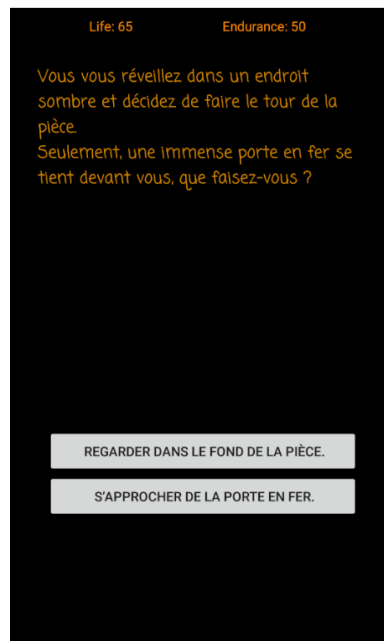 Life: 65 Endurance: 50
Vous vous réveillez dans un endroit
sombre et décidez de faire le tour de la
pièce.
Seulement, une immense porte en fer se
tient devant vous, que faisez-vous ?
REGARDER DANS LE FOND DE LA PIÈCE.
S'APPROCHER DE LA PORTE EN FER.